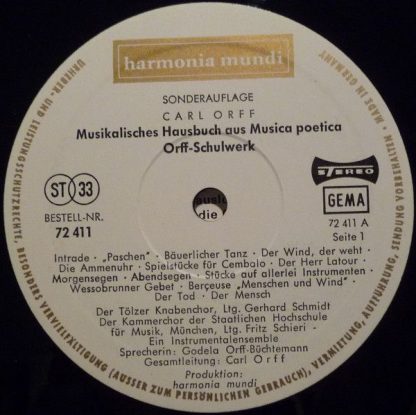 harmonia mundi
SONDERAUFLAGE
CARL ORFF
Musikalisches Hausbuch aus Musica poetica
Orff-Schulwerk
ST 33
BESTELL-NR.
72 411
die
STEREO
GEMA
72 411 A
Seite 1
Intrade · „Paschen" · Bäuerlicher Tanz · Der Wind, der weht ·
Die Ammenuhr · Spielstücke für Cembalo · Der Herr Latour ·
Morgensegen · Abendsegen · Stücke auf allerlei Instrumenten ·
Wessobrunner Gebet · Berçeuse „Menschen und Wind" ·
Der Tod · Der Mensch
Der Tölzer Knabenchor, Ltg. Gerhard Schmidt
Der Kammerchor der Staatlichen Hochschule
für Musik, München, Ltg. Fritz Schieri -
Ein Instrumentalensemble
Sprecherin: Godela Orff-Büchtemann
Gesamtleitung: Carl Orff
Produktion:
harmonia mundi
URHEBER- UND LEISTUNGSSCHUTZRECHTE, BESONDERS VERVIELFÄLTIGUNG (AUSSER ZUM PERSÖNLICHEN GEBRAUCH), VERMIETUNG, AUFFÜHRUNG, SENDUNG VORBEHALTEN · MADE IN GERMANY